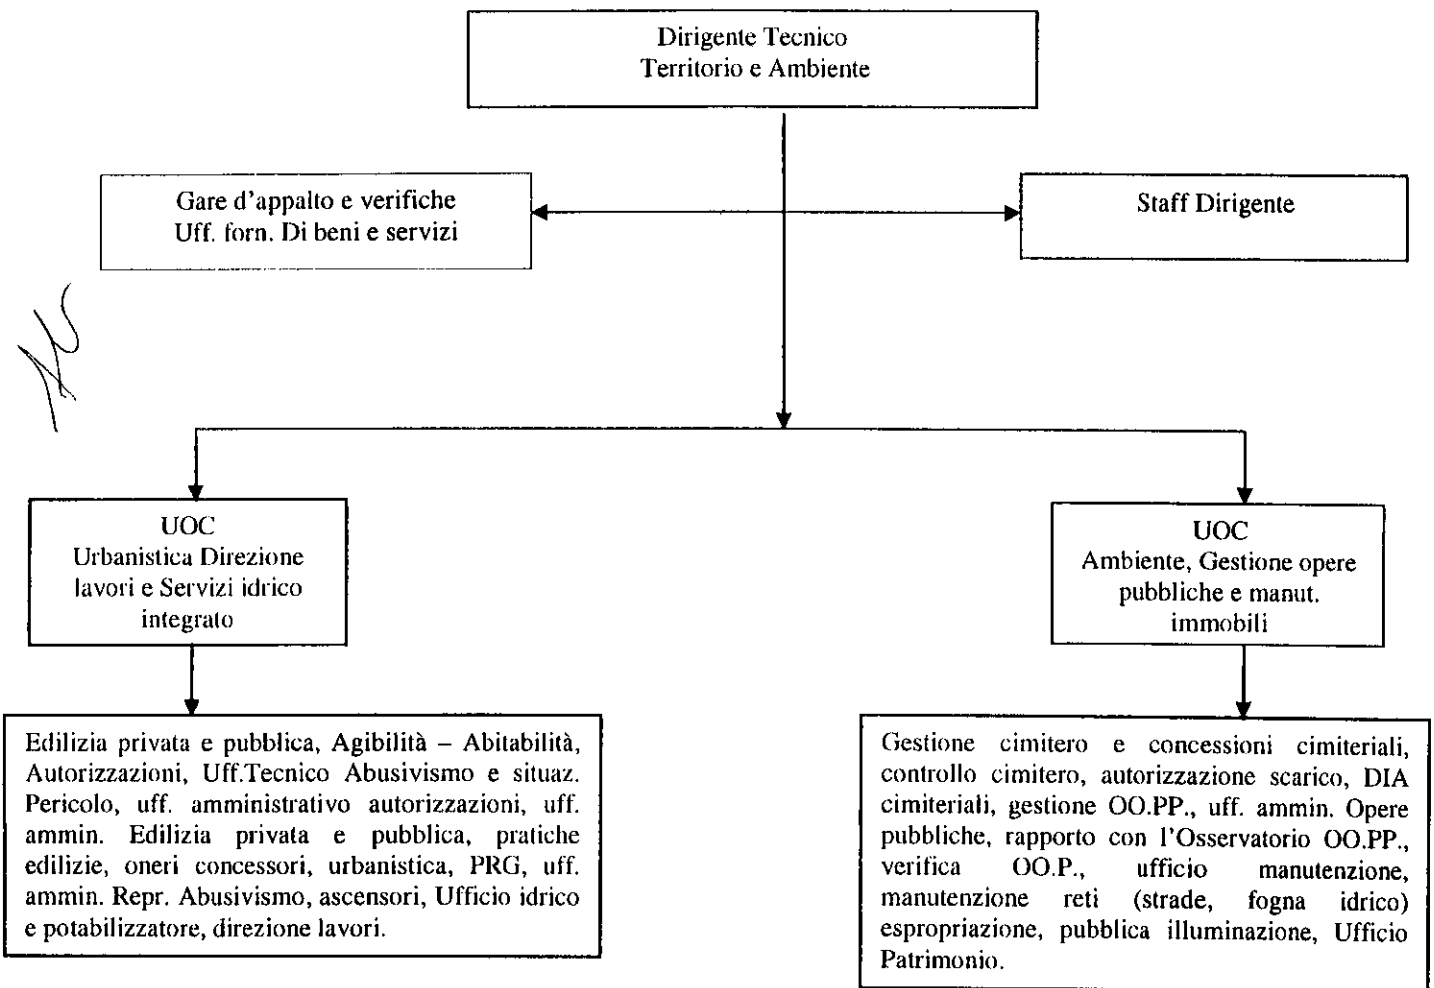 Dirigente Tecnico
Territorio e Ambiente
Gare d'appalto e verifiche
Uff. forn. Di beni e servizi
Staff Dirigente
UOC
Urbanistica Direzione
lavori e Servizi idrico
integrato
UOC
Ambiente, Gestione opere
pubbliche e manut.
immobili
Edilizia privata e pubblica, Agibilità – Abitabilità,
Autorizzazioni, Uff.Tecnico Abusivismo e situaz.
Pericolo, uff. amministrativo autorizzazioni, uff.
ammin. Edilizia privata e pubblica, pratiche
edilizie, oneri concessori, urbanistica, PRG, uff.
ammin. Repr. Abusivismo, ascensori, Ufficio idrico
e potabilizzatore, direzione lavori.
Gestione cimitero e concessioni cimiteriali,
controllo cimitero, autorizzazione scarico, DIA
cimiteriali, gestione OO.PP., uff. ammin. Opere
pubbliche, rapporto con l'Osservatorio OO.PP.,
verifica OO.P., ufficio manutenzione,
manutenzione reti (strade, fogna idrico)
espropriazione, pubblica illuminazione, Ufficio
Patrimonio.